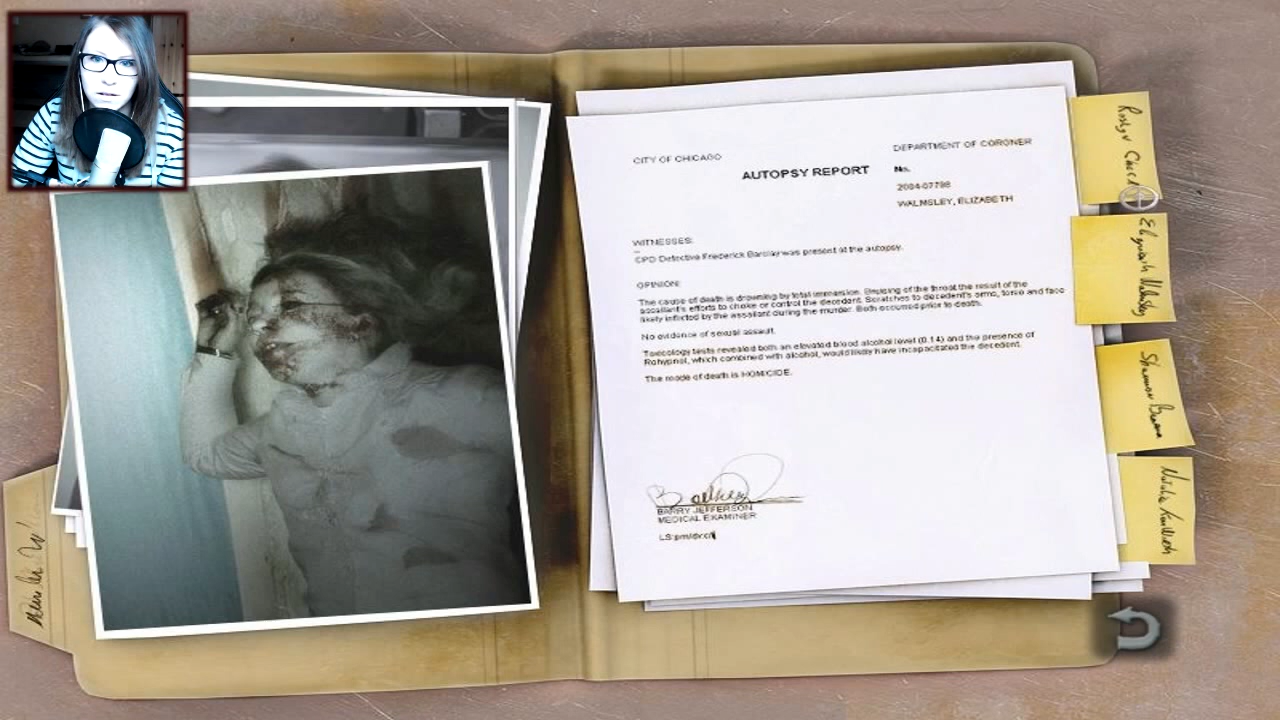 CITY OF CHICAGO
DEPARTMENT OF CORONER
AUTOPSY REPORT
No.
2004-07798
WALMSLEY, ELIZABETH
WITNESSES:
CPD Detective Frederick Barclay was present at the autopsy.
OPINION:
The cause of death is drowning by total immersion. Bruising of the throat the result of the
assailant's efforts to choke or control the decedent. Scratches to decedent's arms, torso and face
likely inflicted by the assailant during the murder. Both occurred prior to death.
No evidence of sexual assault.
Toxicology tests revealed both an elevated blood alcohol level (0.14) and the presence of
Rohypnol, which combined with alcohol, would likely have incapacitated the decedent.
The mode of death is HOMICIDE.
BARRY JEFFERSON
MEDICAL EXAMINER
Elizabeth Walmsley
Shannon